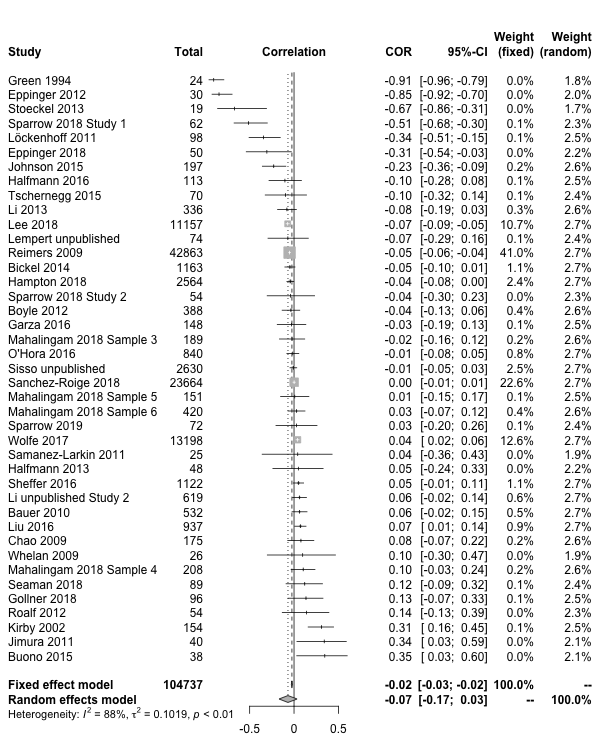 Weight Weight
Study Total Correlation COR 95%-CI (fixed) (random)
Green 1994 24 -0.91 [-0.96; -0.79] 0.0% 1.8%
Eppinger 2012 30 -0.85 [-0.92; -0.70] 0.0% 2.0%
Stoeckel 2013 19 -0.67 [-0.86; -0.31] 0.0% 1.7%
Sparrow 2018 Study 1 62 -0.51 [-0.68; -0.30] 0.1% 2.3%
Löckenhoff 2011 98 -0.34 [-0.51; -0.15] 0.1% 2.5%
Eppinger 2018 50 -0.31 [-0.54; -0.03] 0.0% 2.2%
Johnson 2015 197 -0.23 [-0.36; -0.09] 0.2% 2.6%
Halfmann 2016 113 -0.10 [-0.28; 0.08] 0.1% 2.5%
Tschernegg 2015 70 -0.10 [-0.32; 0.14] 0.1% 2.4%
Li 2013 336 -0.08 [-0.19; 0.03] 0.3% 2.6%
Lee 2018 11157 -0.07 [-0.09; -0.05] 10.7% 2.7%
Lempert unpublished 74 -0.07 [-0.29; 0.16] 0.1% 2.4%
Reimers 2009 42863 -0.05 [-0.06; -0.04] 41.0% 2.7%
Bickel 2014 1163 -0.05 [-0.10; 0.01] 1.1% 2.7%
Hampton 2018 2564 -0.04 [-0.08; 0.00] 2.4% 2.7%
Sparrow 2018 Study 2 54 -0.04 [-0.30; 0.23] 0.0% 2.3%
Boyle 2012 388 -0.04 [-0.13; 0.06] 0.4% 2.6%
Garza 2016 148 -0.03 [-0.19; 0.13] 0.1% 2.6%
Mahalingam 2018 Sample 3 189 -0.02 [-0.16; 0.12] 0.2% 2.6%
O'Hora 2016 840 -0.01 [-0.08; 0.05] 0.8% 2.7%
Sisso unpublished 2630 -0.01 [-0.05; 0.03] 2.5% 2.7%
Sanchez-Roige 2018 23664 0.00 [-0.01; 0.01] 22.6% 2.7%
Mahalingam 2018 Sample 5 151 0.01 [-0.15; 0.17] 0.1% 2.6%
Mahalingam 2018 Sample 6 420 0.03 [-0.07; 0.12] 0.4% 2.6%
Sparrow 2019 72 0.03 [-0.20; 0.26] 0.1% 2.4%
Wolfe 2017 13198 0.04 [ 0.02; 0.06] 12.6% 2.7%
Samanez-Larkin 2011 25 0.04 [-0.36; 0.43] 0.0% 1.9%
Halfmann 2013 48 0.05 [-0.24; 0.33] 0.0% 2.2%
Sheffer 2016 1122 0.05 [-0.01; 0.11] 1.1% 2.7%
Li unpublished Study 2 619 0.06 [-0.02; 0.14] 0.6% 2.7%
Bauer 2010 532 0.06 [-0.02; 0.15] 0.5% 2.7%
Liu 2016 937 0.07 [ 0.01; 0.14] 0.9% 2.7%
Chao 2009 175 0.08 [-0.07; 0.22] 0.2% 2.6%
Whelan 2009 26 0.10 [-0.30; 0.47] 0.0% 1.9%
Mahalingam 2018 Sample 4 208 0.10 [-0.03; 0.24] 0.2% 2.6%
Seaman 2018 89 0.12 [-0.09; 0.32] 0.1% 2.4%
Gollner 2018 96 0.13 [-0.07; 0.33] 0.1% 2.5%
Roalf 2012 54 0.14 [-0.13; 0.39] 0.0% 2.3%
Kirby 2002 154 0.31 [ 0.16; 0.45] 0.1% 2.6%
Jimura 2011 40 0.34 [ 0.03; 0.59] 0.0% 2.1%
Buono 2015 38 0.35 [ 0.03; 0.60] 0.0% 2.1%
Fixed effect model 104737 -0.02 [-0.03; -0.02] 100.0% --
Random effects model -0.07 [-0.17; 0.03] -- 100.0%
Heterogeneity: I² = 88%, τ² = 0.1019, p < 0.01
-0.5 0 0.5